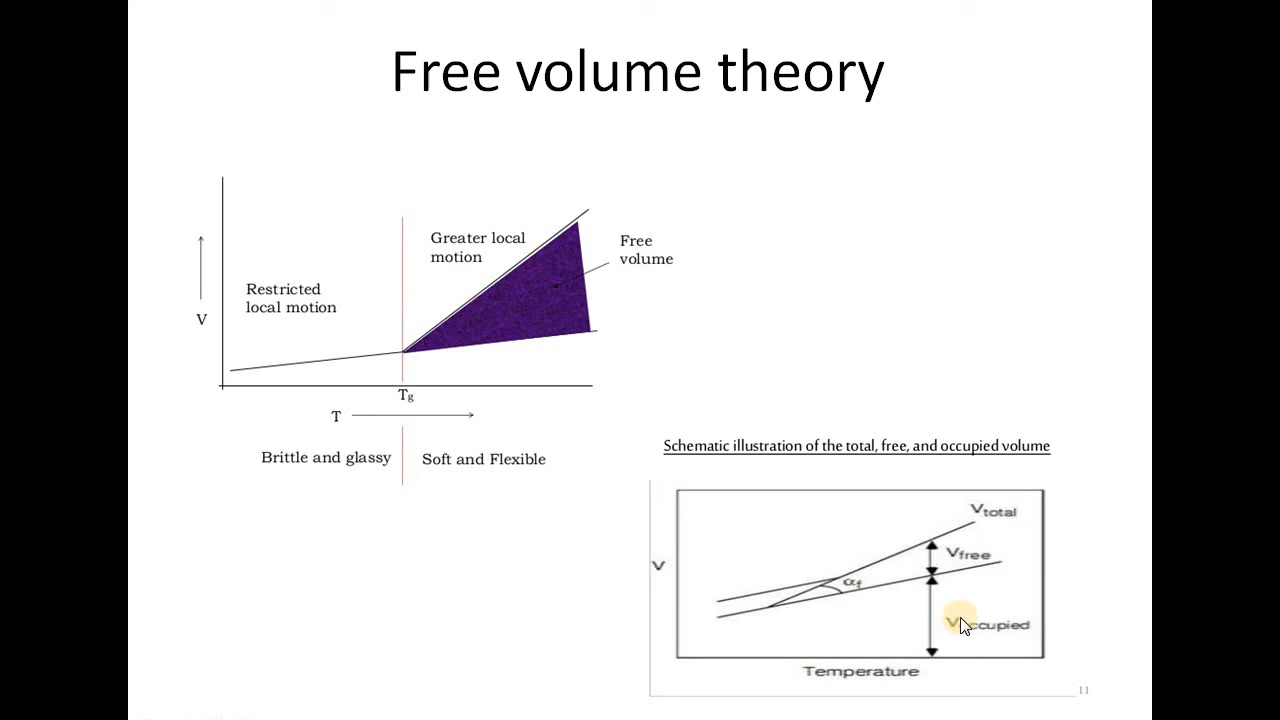 Free volume theory
Greater local
motion
Free
volume
Restricted
local motion
V
Tg
T
Brittle and glassy
Soft and Flexible
Schematic illustration of the total, free, and occupied volume
Vtotal
Vfree
V
αf
Temperature
11